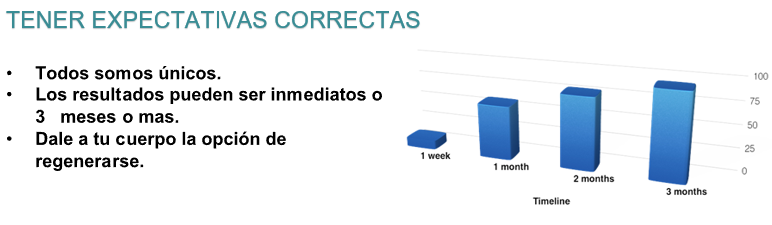 TENER EXPECTATIVAS CORRECTAS
• Todos somos únicos.
• Los resultados pueden ser inmediatos o
3 meses o mas.
• Dale a tu cuerpo la opción de
regenerarse.
100
75
50
25
0
1 week
1 month
2 months
3 months
Timeline